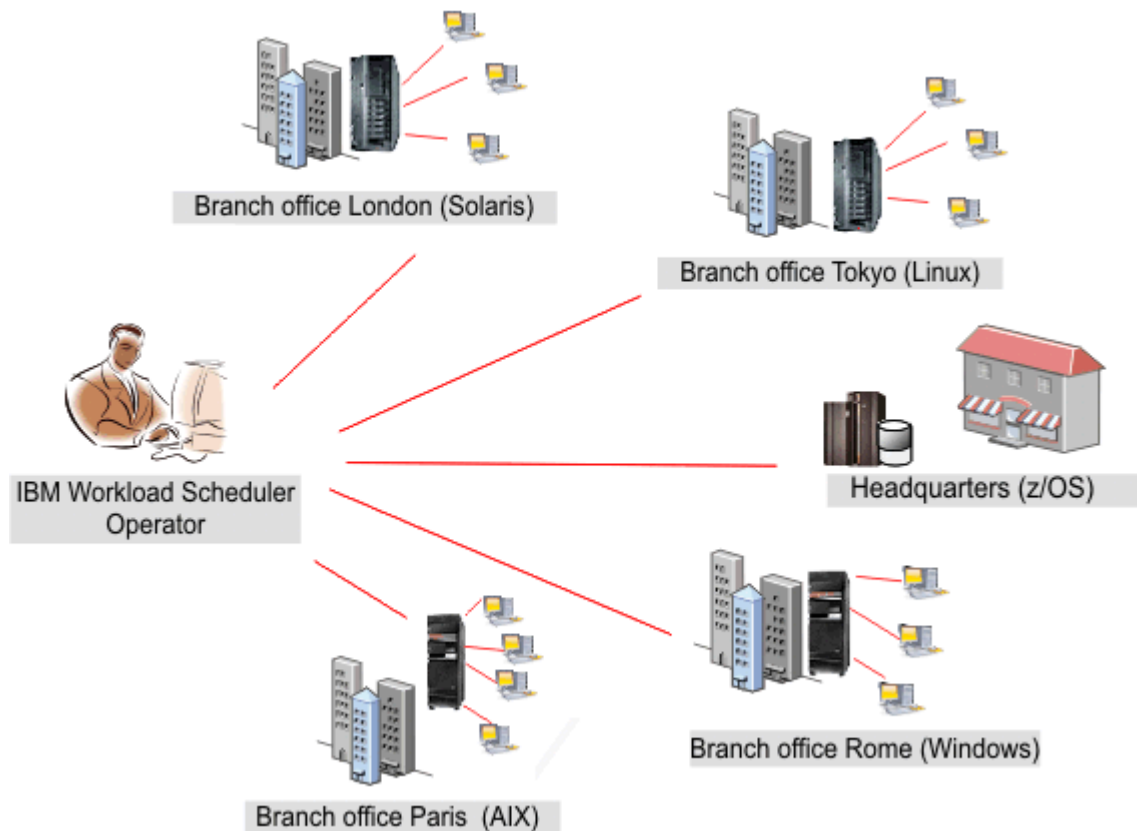 Branch office London (Solaris)
Branch office Tokyo (Linux)
IBM Workload Scheduler
Operator
Headquarters (z/OS)
Branch office Rome (Windows)
Branch office Paris (AIX)